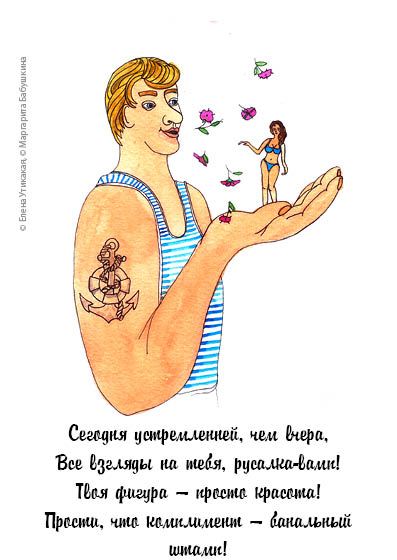 © Елена Утикакая, © Маргарита Бабушкина
Сегодня устремленней, чем вчера,
Все взгляды на тебя, русалка-вамп!
Твоя фигура – просто красота!
Прости, что комплимент – банальный
штамп!